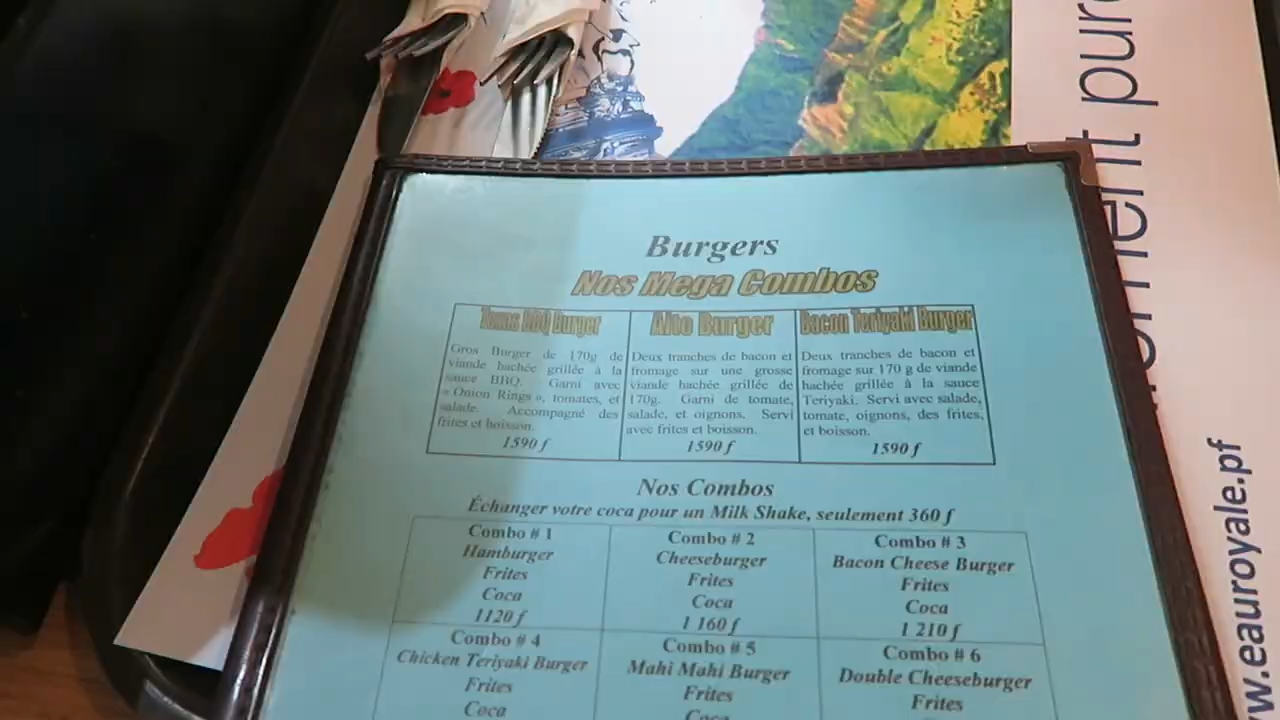 Burgers
Nos Mega Combos
BBQ Burger
Gros Burger de 170g de
viande hachée grillée à la
sauce BBQ. Garni avec
« Onion Rings », tomates, et
salade. Accompagné des
frites et boisson.
1590 f
Alto Burger
Deux tranches de bacon et
fromage sur une grosse
viande hachée grillée de
170g. Garni de tomate,
salade, et oignons. Servi
avec frites et boisson.
1590 f
Bacon Teriyaki Burger
Deux tranches de bacon et
fromage sur 170 g de viande
hachée grillée à la sauce
Teriyaki. Servi avec salade,
tomate, oignons, des frites,
et boisson.
1590 f
Nos Combos
Échanger votre coca pour un Milk Shake, seulement 360 f
Combo # 1
Hamburger
Frites
Coca
1120 f
Combo # 2
Cheeseburger
Frites
Coca
1 160 f
Combo # 3
Bacon Cheese Burger
Frites
Coca
1 210 f
Combo # 4
Chicken Teriyaki Burger
Frites
Coca
Combo # 5
Mahi Mahi Burger
Frites
Coca
Combo # 6
Double Cheeseburger
Frites
ment pure
w.eauroyale.pf